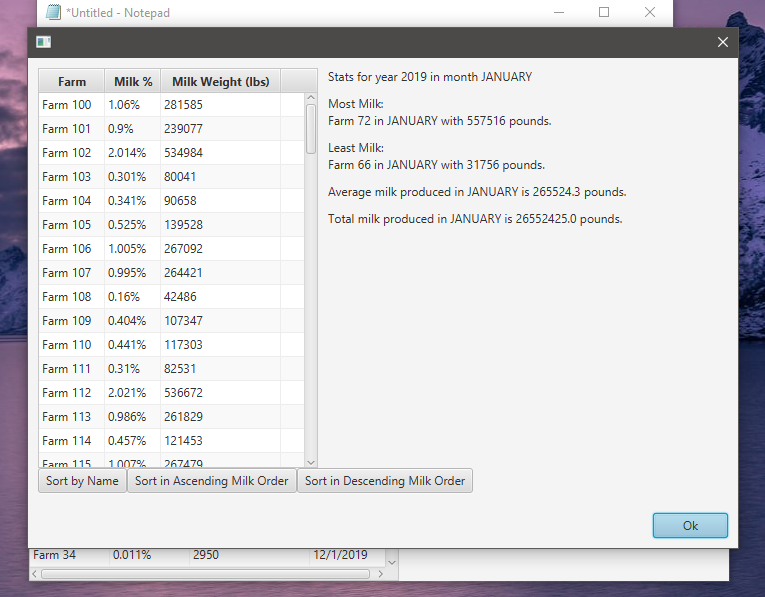 *Untitled - Notepad
Farm Milk % Milk Weight (lbs)
Farm 100 1.06% 281585
Farm 101 0.9% 239077
Farm 102 2.014% 534984
Farm 103 0.301% 80041
Farm 104 0.341% 90658
Farm 105 0.525% 139528
Farm 106 1.005% 267092
Farm 107 0.995% 264421
Farm 108 0.16% 42486
Farm 109 0.404% 107347
Farm 110 0.441% 117303
Farm 111 0.31% 82531
Farm 112 2.021% 536672
Farm 113 0.986% 261829
Farm 114 0.457% 121453
Farm 115 1.007% 267479
Sort by Name Sort in Ascending Milk Order Sort in Descending Milk Order
Stats for year 2019 in month JANUARY
Most Milk:
Farm 72 in JANUARY with 557516 pounds.
Least Milk:
Farm 66 in JANUARY with 31756 pounds.
Average milk produced in JANUARY is 265524.3 pounds.
Total milk produced in JANUARY is 26552425.0 pounds.
Ok
Farm 34 0.011% 2950 12/1/2019